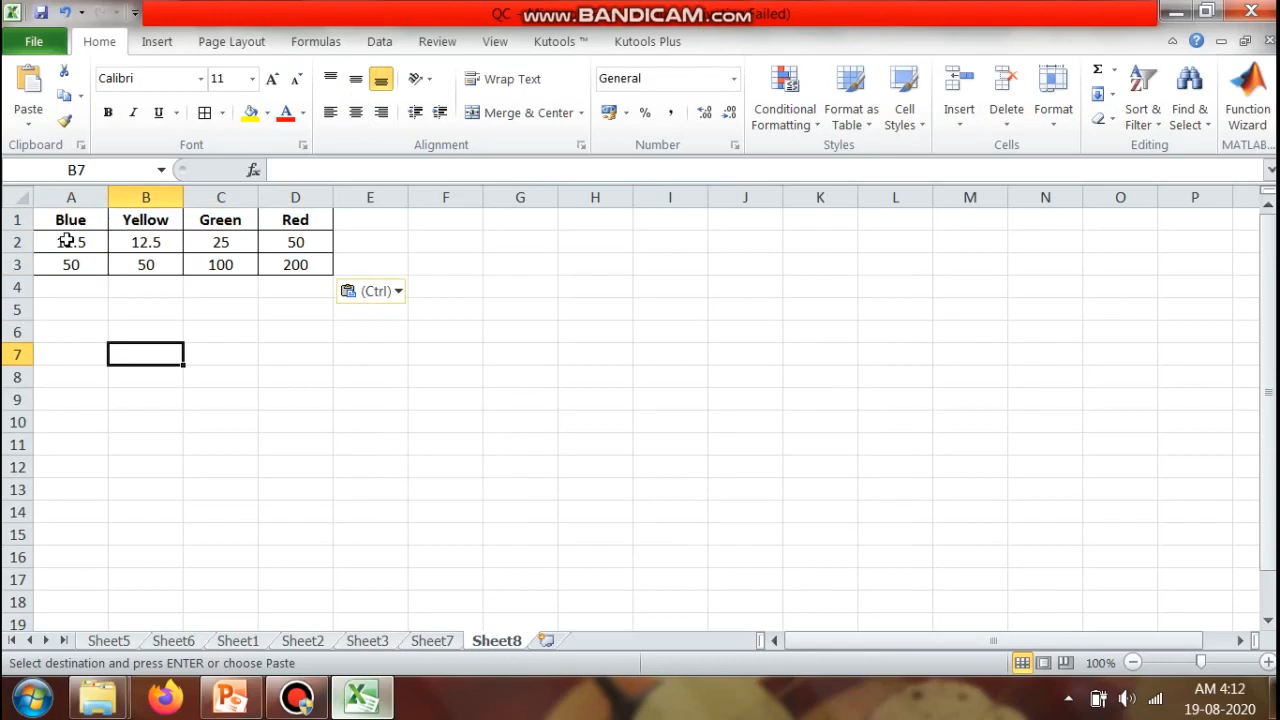 QC - www.BANDICAM.com Failed)
File Home Insert Page Layout Formulas Data Review View Kutools ™ Kutools Plus
Calibri 11 Wrap Text General
Paste B I U A Merge & Center % , Conditional Formatting Format as Table Cell Styles Insert Delete Format Sort & Filter Find & Select Function Wizard
Clipboard Font Alignment Number Styles Cells Editing MATLAB...
B7 fx
A B C D E F G H I J K L M N O P
1 Blue Yellow Green Red
2 12.5 12.5 25 50
3 50 50 100 200
4 (Ctrl)
5
6
7
8
9
10
11
12
13
14
15
16
17
18
19
Sheet5 Sheet6 Sheet1 Sheet2 Sheet3 Sheet7 Sheet8
Select destination and press ENTER or choose Paste 100%
AM 4:12
19-08-2020